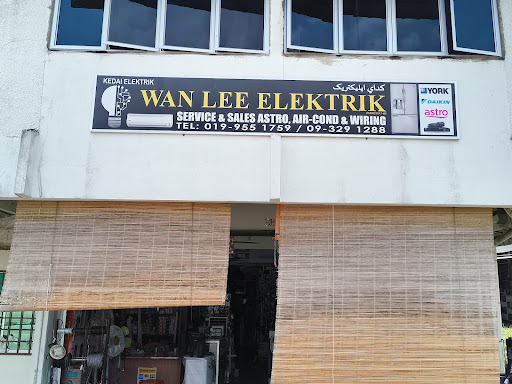 KEDAI ELEKTRIK
كداي ايليكتريك
WAN LEE ELEKTRIK
SERVICE & SALES ASTRO, AIR-COND & WIRING
TEL: 019-955 1759 / 09-329 1288
YORK
DAIKIN
astro